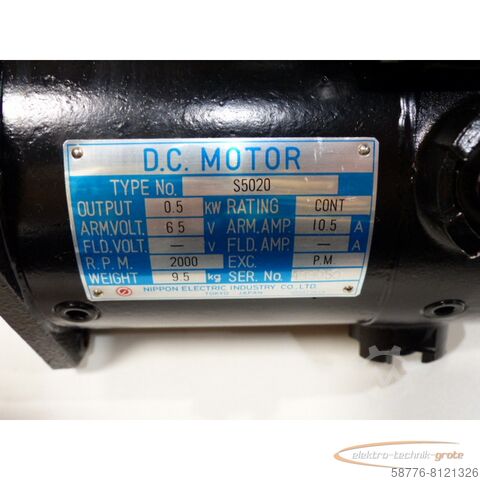 D.C. MOTOR
TYPE No. S5020
OUTPUT 0.5 KW RATING CONT
ARM.VOLT. 65 V ARM.AMP. 10.5 A
FLD.VOLT. — V FLD.AMP. — A
R.P.M. 2000 EXC. P.M
WEIGHT 9.5 kg SER. No.
NIPPON ELECTRIC INDUSTRY CO., LTD.
TOKYO JAPAN
elektro-technik-grote
58776-8121326